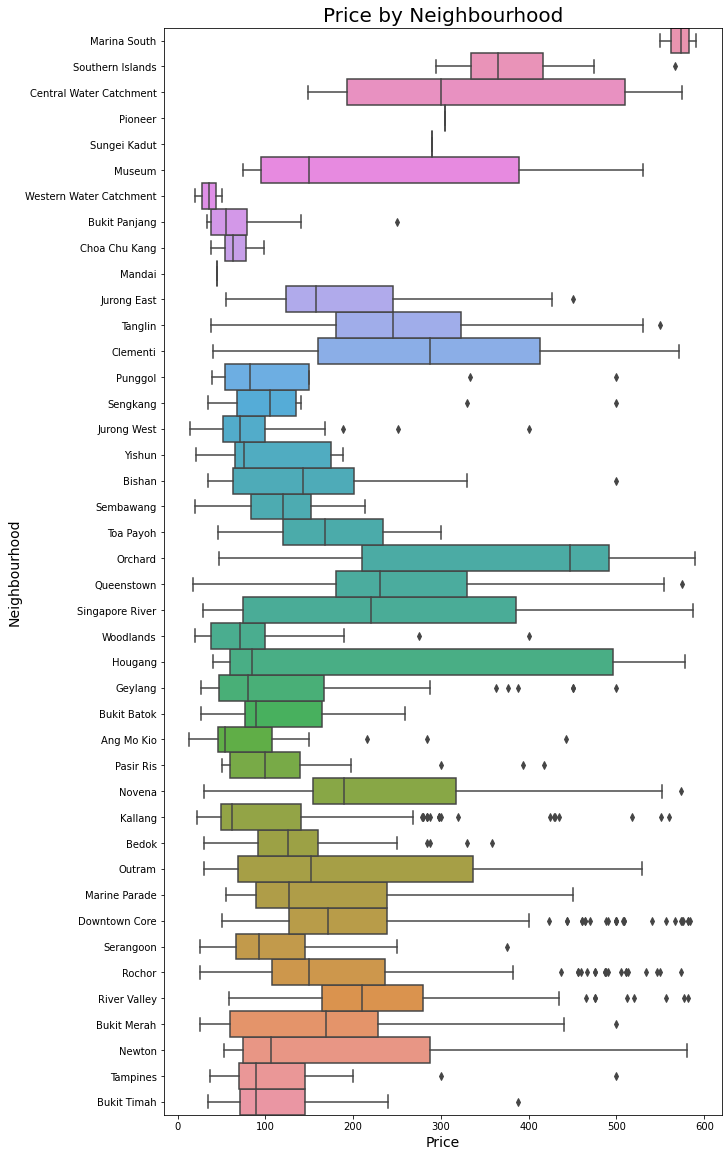 Price by Neighbourhood
Marina South
Southern Islands
Central Water Catchment
Pioneer
Sungei Kadut
Museum
Western Water Catchment
Bukit Panjang
Choa Chu Kang
Mandai
Jurong East
Tanglin
Clementi
Punggol
Sengkang
Jurong West
Yishun
Bishan
Sembawang
Toa Payoh
Orchard
Queenstown
Singapore River
Woodlands
Hougang
Geylang
Bukit Batok
Ang Mo Kio
Pasir Ris
Novena
Kallang
Bedok
Outram
Marine Parade
Downtown Core
Serangoon
Rochor
River Valley
Bukit Merah
Newton
Tampines
Bukit Timah
Neighbourhood
0 100 200 300 400 500 600
Price